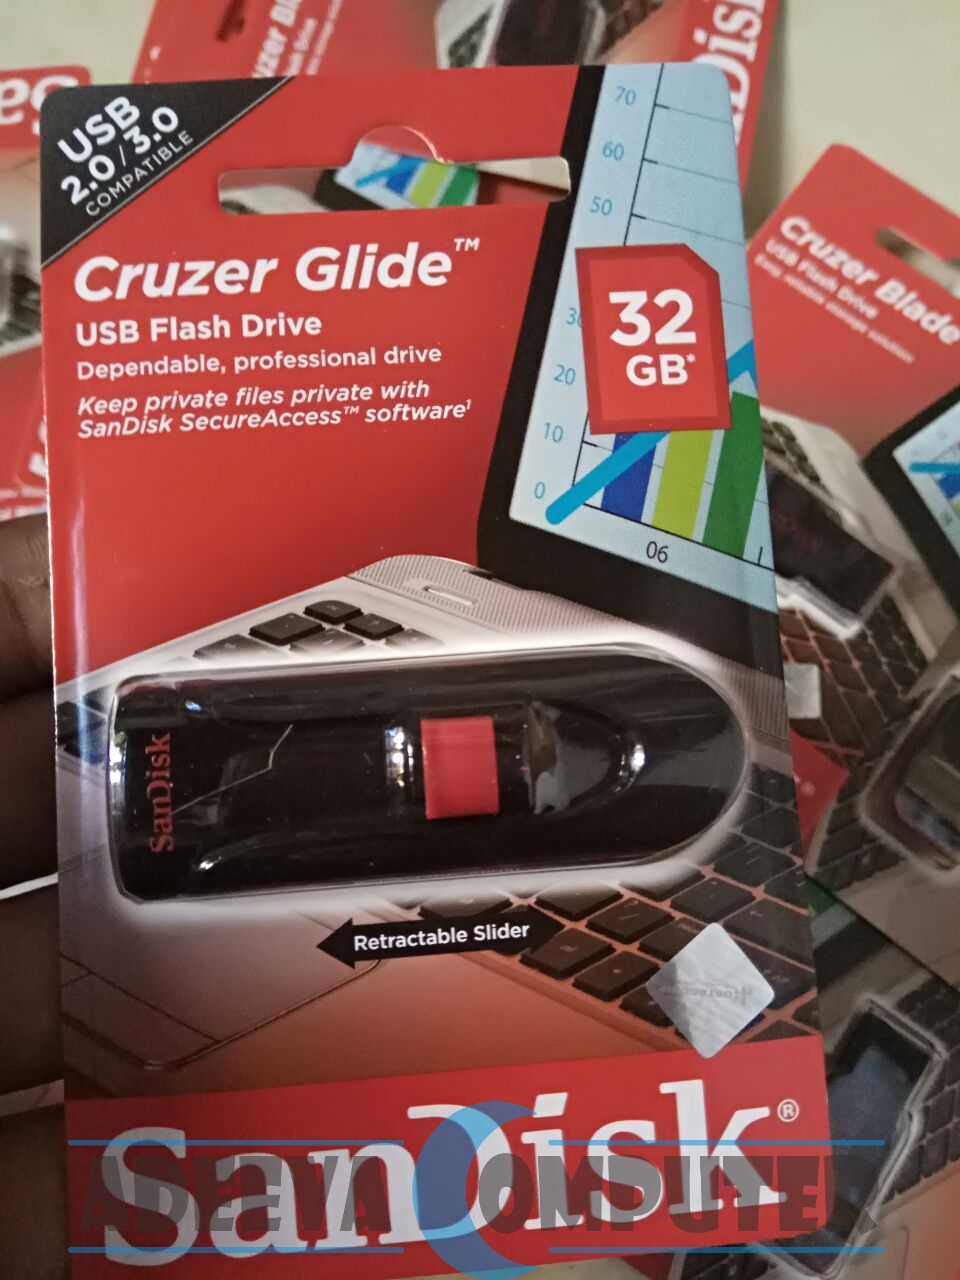 USB
2.0 / 3.0
COMPATIBLE
Cruzer Glide™
USB Flash Drive
Dependable, professional drive
Keep private files private with
SanDisk SecureAccess™ software¹
70
60
50
32
GB*
20
10
0
06
SanDisk
Retractable Slider
SanDisk®
ADEEVA COMPUTER
Cruzer Blade
USB Flash Drive